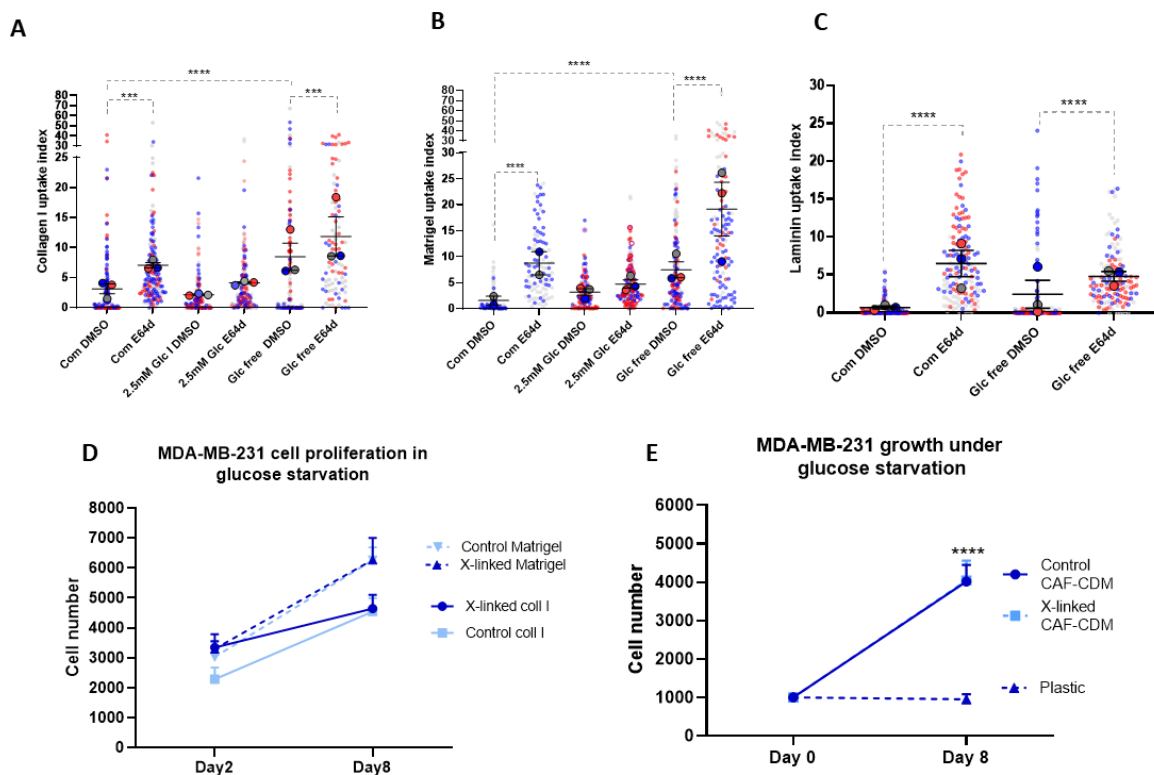 A
Collagen I uptake index
80
70
60
50
40
30
25
20
15
10
5
0
****
***
***
Com DMSO
Com E64d
2.5mM Glc I DMSO
2.5mM Glc E64d
Glc free DMSO
Glc free E64d
B
Matrigel uptake index
80
70
60
50
40
30
25
20
15
10
5
0
****
****
****
Com DMSO
Com E64d
2.5mM Glc DMSO
2.5mM Glc E64d
Glc free DMSO
Glc free E64d
C
Laminin uptake index
30
25
20
15
10
5
0
****
****
Com DMSO
Com E64d
Glc free DMSO
Glc free E64d
D
MDA-MB-231 cell proliferation in
glucose starvation
Cell number
8000
7000
6000
5000
4000
3000
2000
1000
0
Day2
Day8
Control Matrigel
X-linked Matrigel
X-linked coll I
Control coll I
E
MDA-MB-231 growth under
glucose starvation
Cell number
6000
5000
4000
3000
2000
1000
0
****
Day 0
Day 8
Control
CAF-CDM
X-linked
CAF-CDM
Plastic